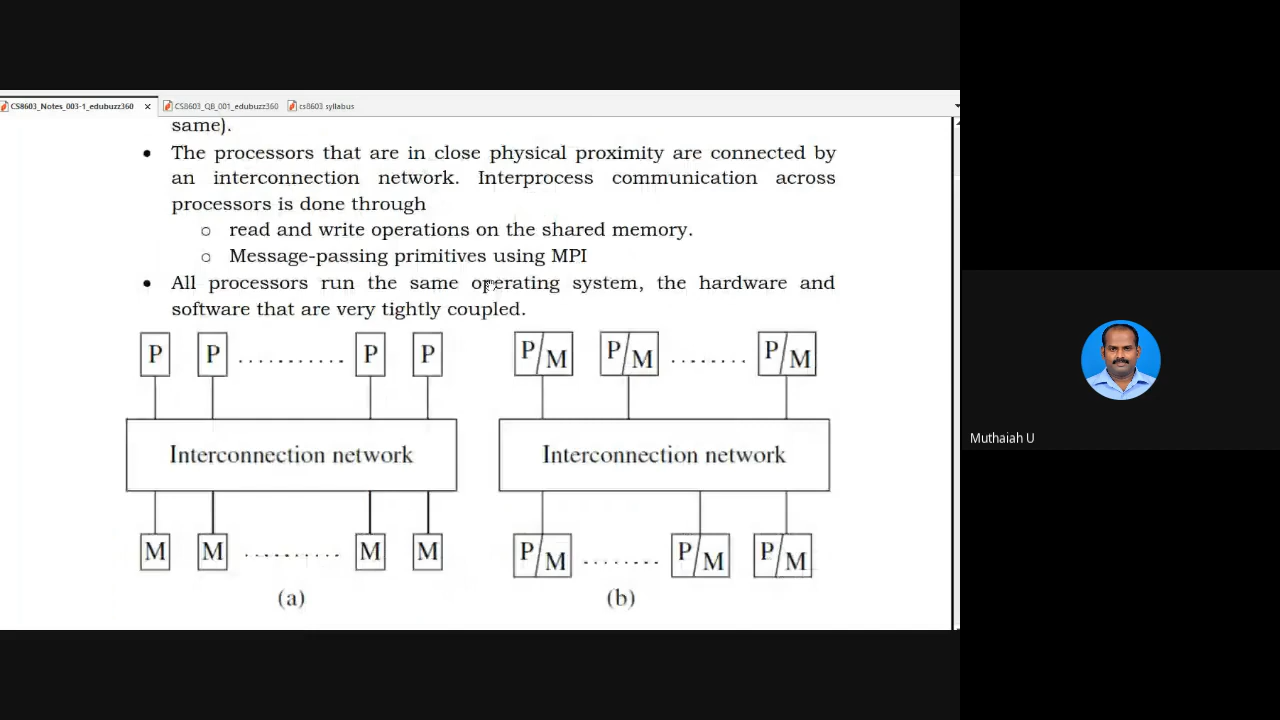 CS8603_Notes_003-1_edubuzz360 × CS8603_QB_001_edubuzz360 cs8603 syllabus
same).
• The processors that are in close physical proximity are connected by
an interconnection network. Interprocess communication across
processors is done through
o read and write operations on the shared memory.
o Message-passing primitives using MPI
• All processors run the same operating system, the hardware and
software that are very tightly coupled.
P P ........... P P
Interconnection network
M M .......... M M
(a)
P/M P/M ........ P/M
Interconnection network
P/M ........ P/M P/M
(b)
Muthaiah U